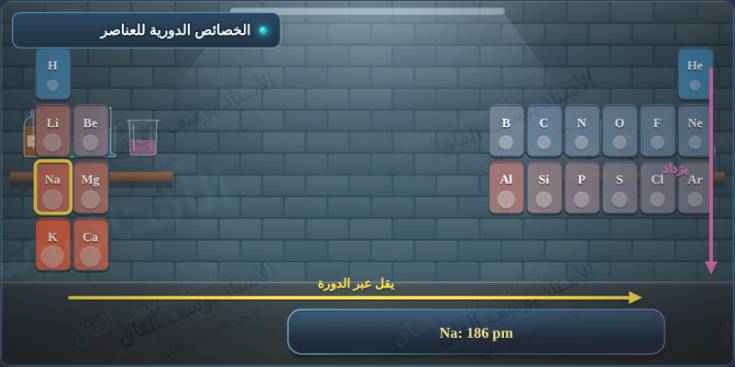 الخصائص الدورية للعناصر
H He
Li Be B C N O F Ne
Na Mg Al Si P S Cl Ar
يزداد
K Ca
يقل عبر الدورة
Na: 186 pm